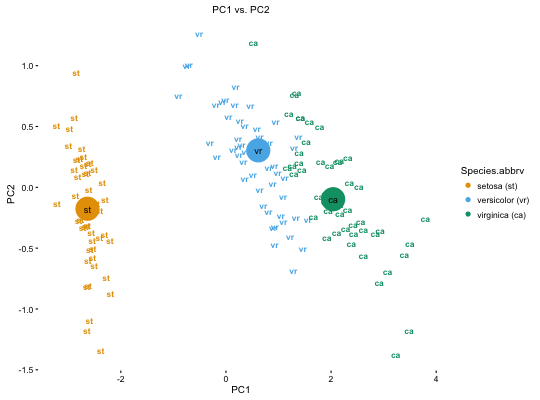 PC1 vs. PC2
PC2
1.0
0.5
0.0
-0.5
-1.0
-1.5
-2
0
2
4
PC1
st
vr
ca
Species.abbrv
setosa (st)
versicolor (vr)
virginica (ca)